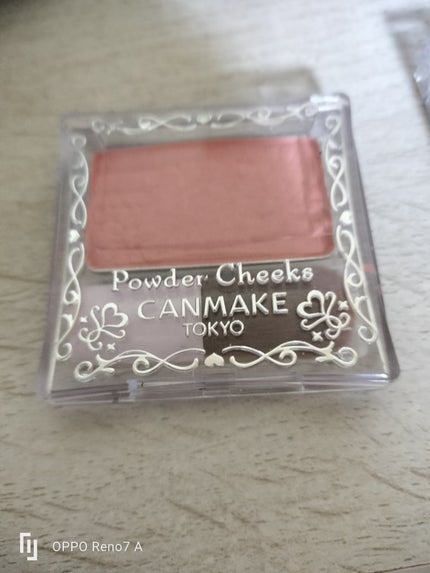 Powder Cheeks
CANMAKE
TOKYO
OPPO Reno7 A